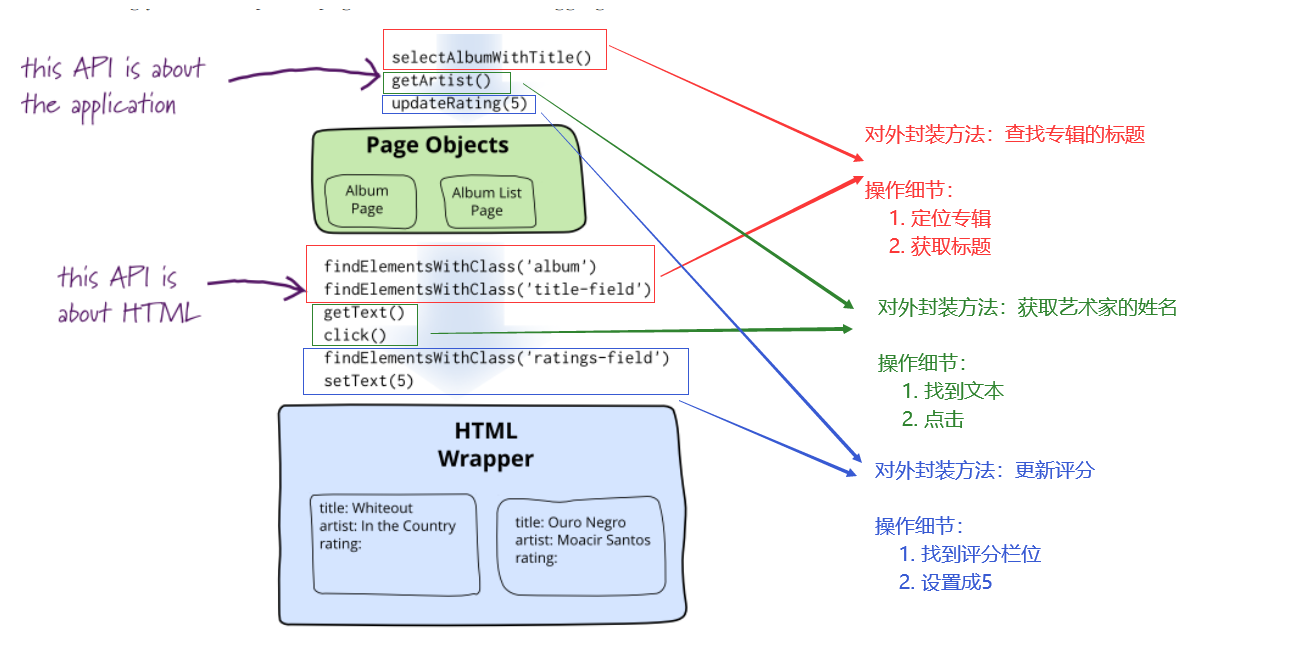 this API is about
the application
selectAlbumWithTitle()
getArtist()
updateRating(5)
Page Objects
Album
Page
Album List
Page
this API is
about HTML
findElementsWithClass('album')
findElementsWithClass('title-field')
getText()
click()
findElementsWithClass('ratings-field')
setText(5)
HTML
Wrapper
title: Whiteout
artist: In the Country
rating:
title: Ouro Negro
artist: Moacir Santos
rating:
对外封装方法：查找专辑的标题
操作细节：
1. 定位专辑
2. 获取标题
对外封装方法：获取艺术家的姓名
操作细节：
1. 找到文本
2. 点击
对外封装方法：更新评分
操作细节：
1. 找到评分栏位
2. 设置成5